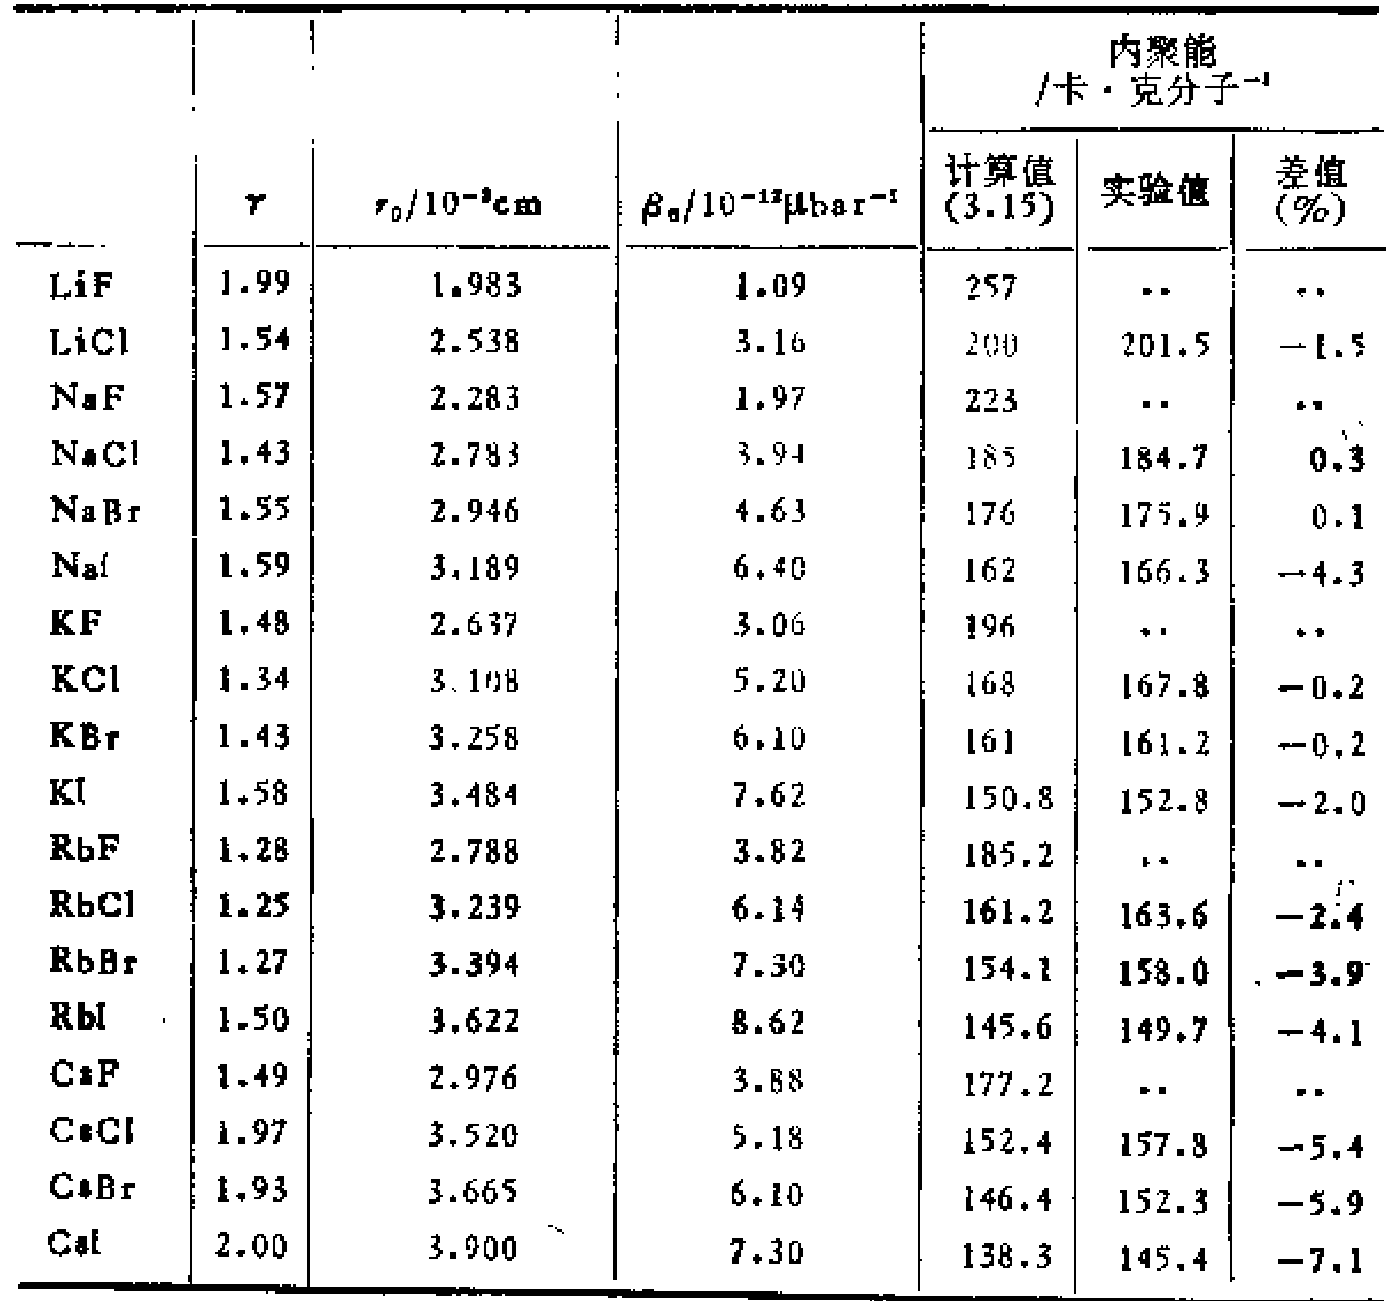 内聚能
/卡·克分子⁻¹
γ r₀/10⁻⁸cm β₀/10⁻¹²μbar⁻¹ 计算值 (3.15) 实验值 差值 (%)
LiF 1.99 1.983 1.09 257 .. ..
LiCl 1.54 2.538 3.16 200 201.5 -1.5
NaF 1.57 2.283 1.97 223 .. ..
NaCl 1.43 2.783 3.94 185 184.7 0.3
NaBr 1.55 2.946 4.63 176 175.9 0.1
NaI 1.59 3.189 6.40 162 166.3 -4.3
KF 1.48 2.637 3.06 196 .. ..
KCl 1.34 3.108 5.20 168 167.8 -0.2
KBr 1.43 3.258 6.10 161 161.2 -0.2
KI 1.58 3.484 7.62 150.8 152.8 -2.0
RbF 1.28 2.788 3.82 185.2 .. ..
RbCl 1.25 3.239 6.14 161.2 163.6 -2.4
RbBr 1.27 3.394 7.30 154.1 158.0 -3.9
RbI 1.50 3.622 8.62 145.6 149.7 -4.1
CsF 1.49 2.976 3.88 177.2 .. ..
CsCl 1.97 3.520 5.18 152.4 157.8 -5.4
CsBr 1.93 3.665 6.10 146.4 152.3 -5.9
CsI 2.00 3.900 7.30 138.3 145.4 -7.1